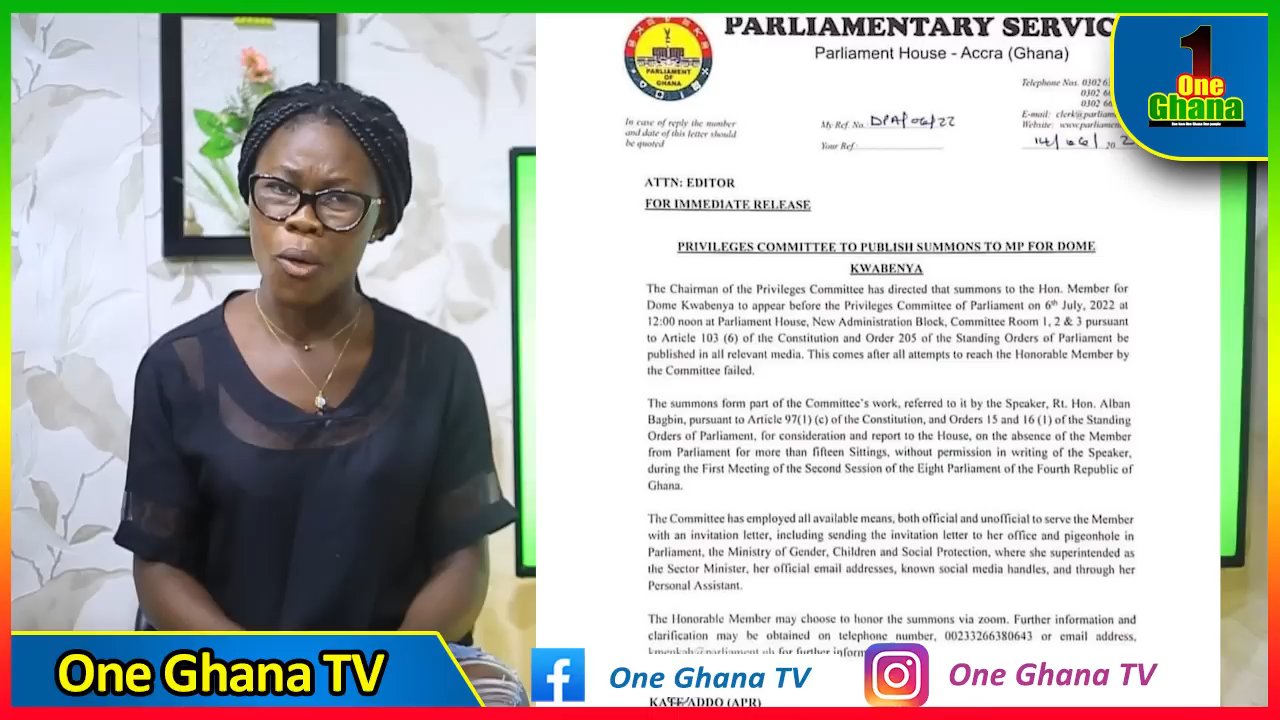 PARLIAMENTARY SERVIC
Parliament House - Accra (Ghana)
PARLIAMENT
OF
GHANA
Telephone Nos. 0302
0302
0302
In case of reply the number
and date of this letter should
be quoted
My Ref. No. DPA/06/22
Your Ref
E-mail: clerk@parliam
Website: www.parliamen
14/06/ 20 2
1
One
Ghana
ATTN: EDITOR
FOR IMMEDIATE RELEASE
PRIVILEGES COMMITTEE TO PUBLISH SUMMONS TO MP FOR DOME
KWABENYA
The Chairman of the Privileges Committee has directed that summons to the Hon. Member for
Dome Kwabenya to appear before the Privileges Committee of Parliament on 6th July, 2022 at
12:00 noon at Parliament House, New Administration Block, Committee Room 1, 2 & 3 pursuant
to Article 103 (6) of the Constitution and Order 205 of the Standing Orders of Parliament be
published in all relevant media. This comes after all attempts to reach the Honorable Member by
the Committee failed.
The summons form part of the Committee's work, referred to it by the Speaker, Rt. Hon. Alban
Bagbin, pursuant to Article 97(1) (c) of the Constitution, and Orders 15 and 16 (1) of the Standing
Orders of Parliament, for consideration and report to the House, on the absence of the Member
from Parliament for more than fifteen Sittings, without permission in writing of the Speaker,
during the First Meeting of the Second Session of the Eight Parliament of the Fourth Republic of
Ghana.
The Committee has employed all available means, both official and unofficial to serve the Member
with an invitation letter, including sending the invitation letter to her office and pigeonhole in
Parliament, the Ministry of Gender, Children and Social Protection, where she superintended as
the Sector Minister, her official email addresses, known social media handles, and through her
Personal Assistant.
The Honorable Member may choose to honor the summons via zoom. Further information and
clarification may be obtained on telephone number, 00233266380643 or email address,
for further inform
KATE ADDO (APR)
One Ghana TV
One Ghana TV
One Ghana TV